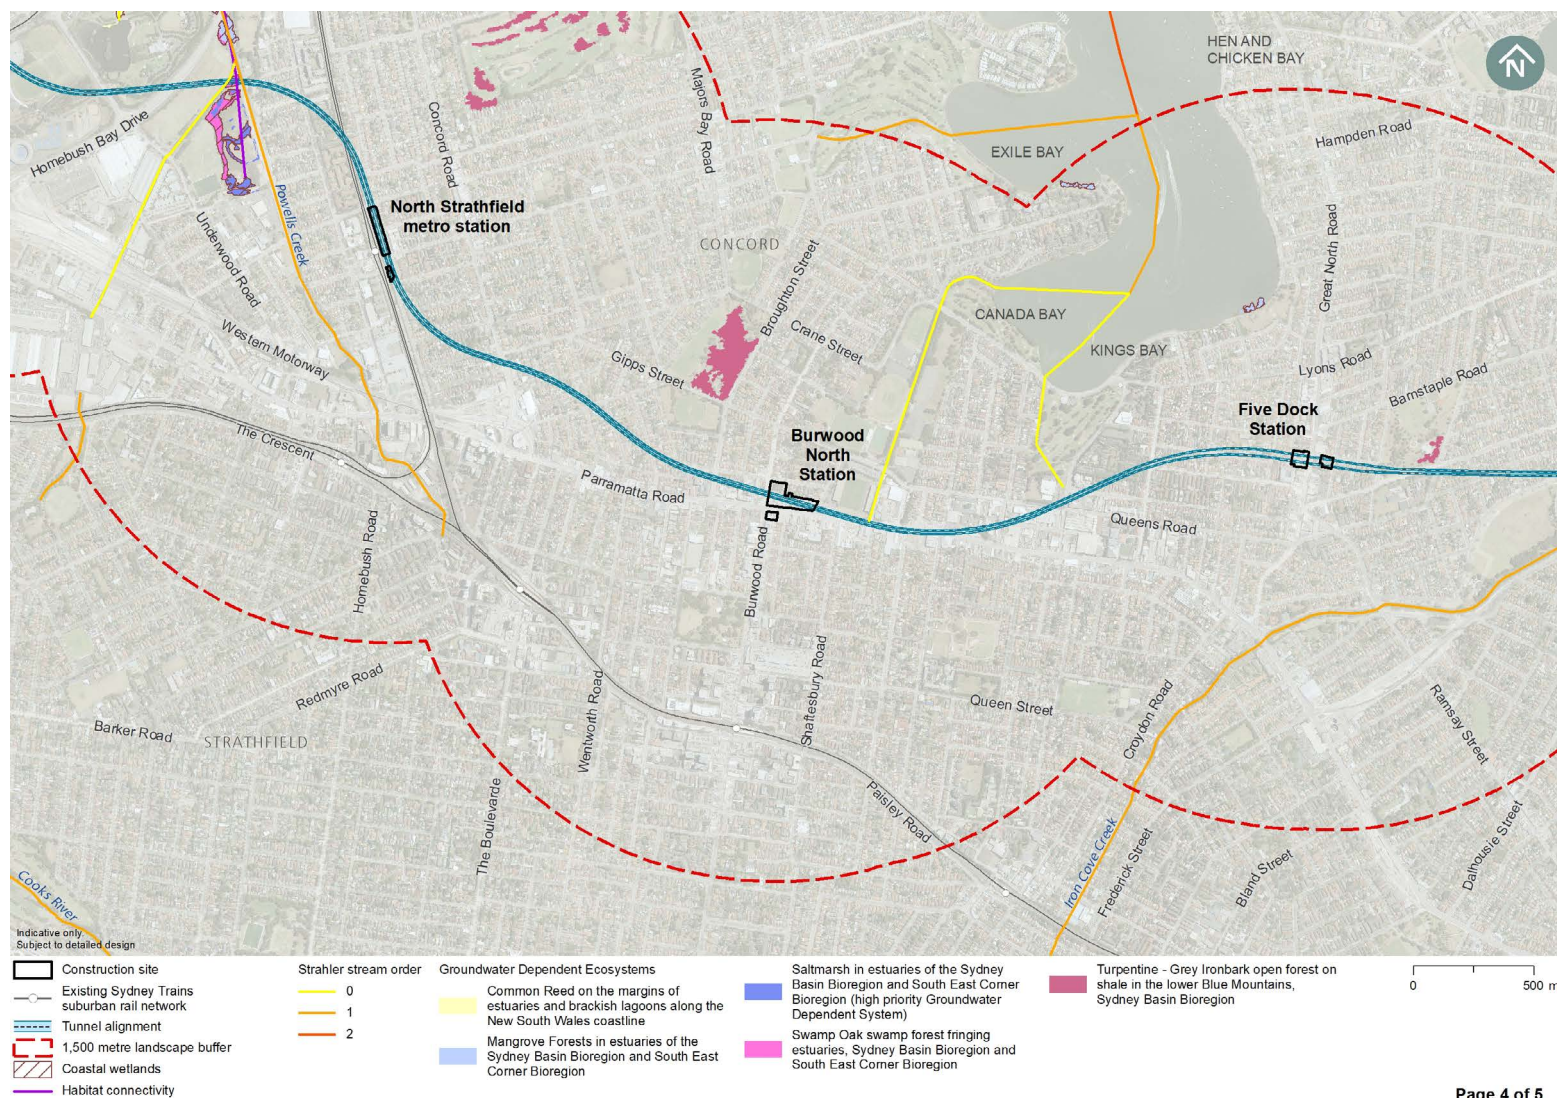 HEN AND
CHICKEN BAY
N
Homebush Bay Drive
Concord Road
Majors Bay Road
Hampden Road
EXILE BAY
Powells Creek
North Strathfield
metro station
Underwood Road
CONCORD
Broughton Street
Great North Road
CANADA BAY
Crane Street
KINGS BAY
Western Motorway
Gipps Street
Lyons Road
Barnstaple Road
Five Dock
Station
The Crescent
Burwood
North
Station
Parramatta Road
Queens Road
Homebush Road
Burwood Road
Redmyre Road
Wentworth Road
Shaftesbury Road
Queen Street
Croydon Road
Ramsay Street
Barker Road
STRATHFIELD
The Boulevarde
Paisley Road
Iron Cove Creek
Frederick Street
Bland Street
Dalhousie Street
Cooks River
Indicative only
Subject to detailed design
Construction site
Existing Sydney Trains
suburban rail network
Tunnel alignment
1,500 metre landscape buffer
Coastal wetlands
Habitat connectivity
Strahler stream order
0
1
2
Groundwater Dependent Ecosystems
Common Reed on the margins of
estuaries and brackish lagoons along the
New South Wales coastline
Mangrove Forests in estuaries of the
Sydney Basin Bioregion and South East
Corner Bioregion
Saltmarsh in estuaries of the Sydney
Basin Bioregion and South East Corner
Bioregion (high priority Groundwater
Dependent System)
Swamp Oak swamp forest fringing
estuaries, Sydney Basin Bioregion and
South East Corner Bioregion
Turpentine - Grey Ironbark open forest on
shale in the lower Blue Mountains,
Sydney Basin Bioregion
0 500 m
Page 4 of 5